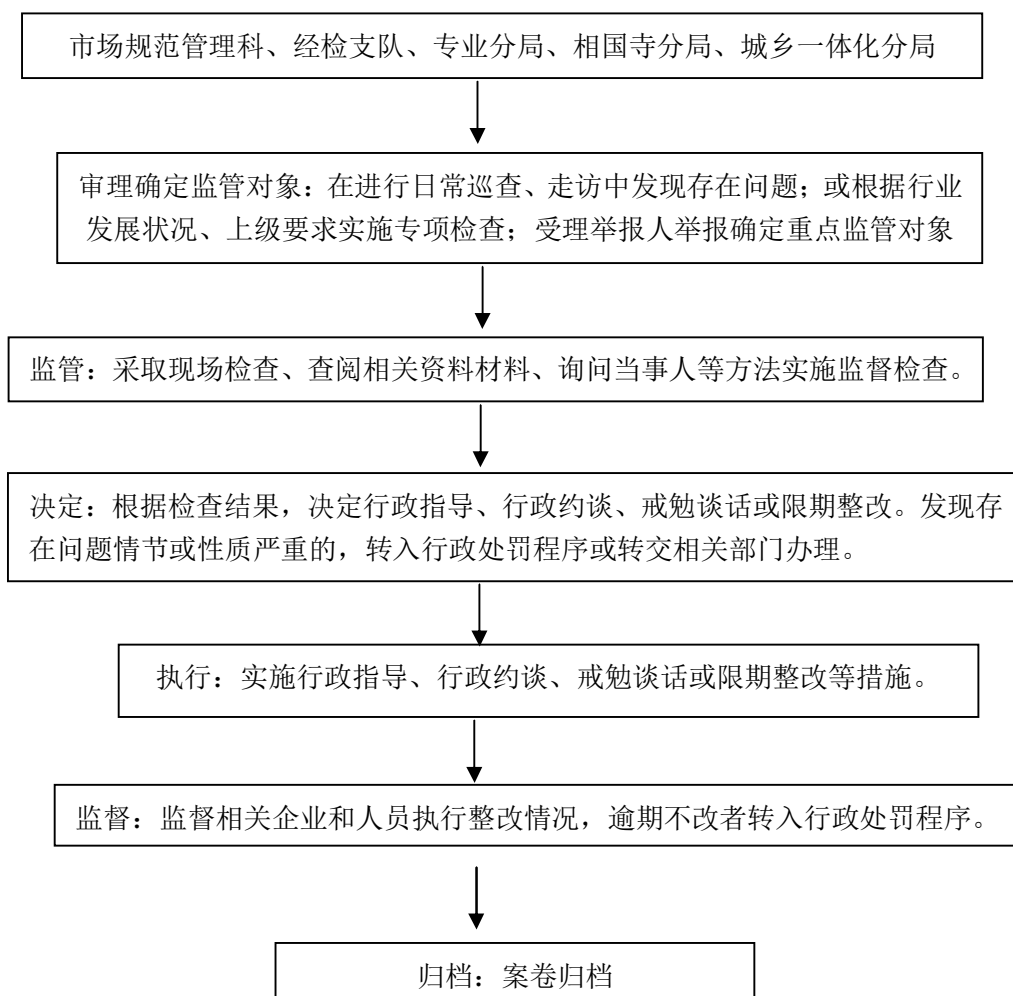 市场规范管理科、经检支队、专业分局、相国寺分局、城乡一体化分局
审理确定监管对象：在进行日常巡查、走访中发现存在问题；或根据行业
发展状况、上级要求实施专项检查；受理举报人举报确定重点监管对象
监管：采取现场检查、查阅相关资料材料、询问当事人等方法实施监督检查。
决定：根据检查结果，决定行政指导、行政约谈、戒勉谈话或限期整改。发现存
在问题情节或性质严重的，转入行政处罚程序或转交相关部门办理。
执行：实施行政指导、行政约谈、戒勉谈话或限期整改等措施。
监督：监督相关企业和人员执行整改情况，逾期不改者转入行政处罚程序。
归档：案卷归档